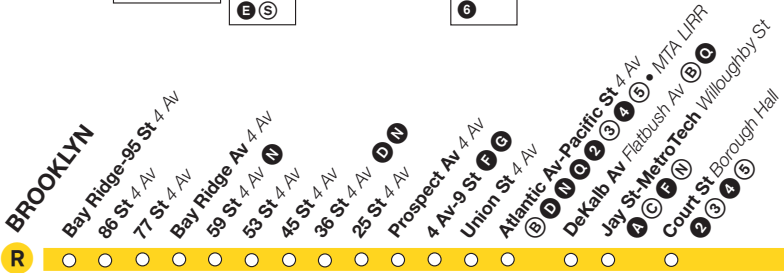 E S
6
BROOKLYN
Bay Ridge-95 St 4 Av
86 St 4 Av
77 St 4 Av
Bay Ridge Av 4 Av
59 St 4 Av N
53 St 4 Av
45 St 4 Av
36 St 4 Av D N
25 St 4 Av
Prospect Av 4 Av
4 Av-9 St F G
Union St 4 Av
Atlantic Av-Pacific St 4 Av
B D N Q 2 3 4 5 • MTA LIRR
DeKalb Av Flatbush Av B Q
Jay St-MetroTech Willoughby St
A C F N
Court St Borough Hall
2 3 4 5
R